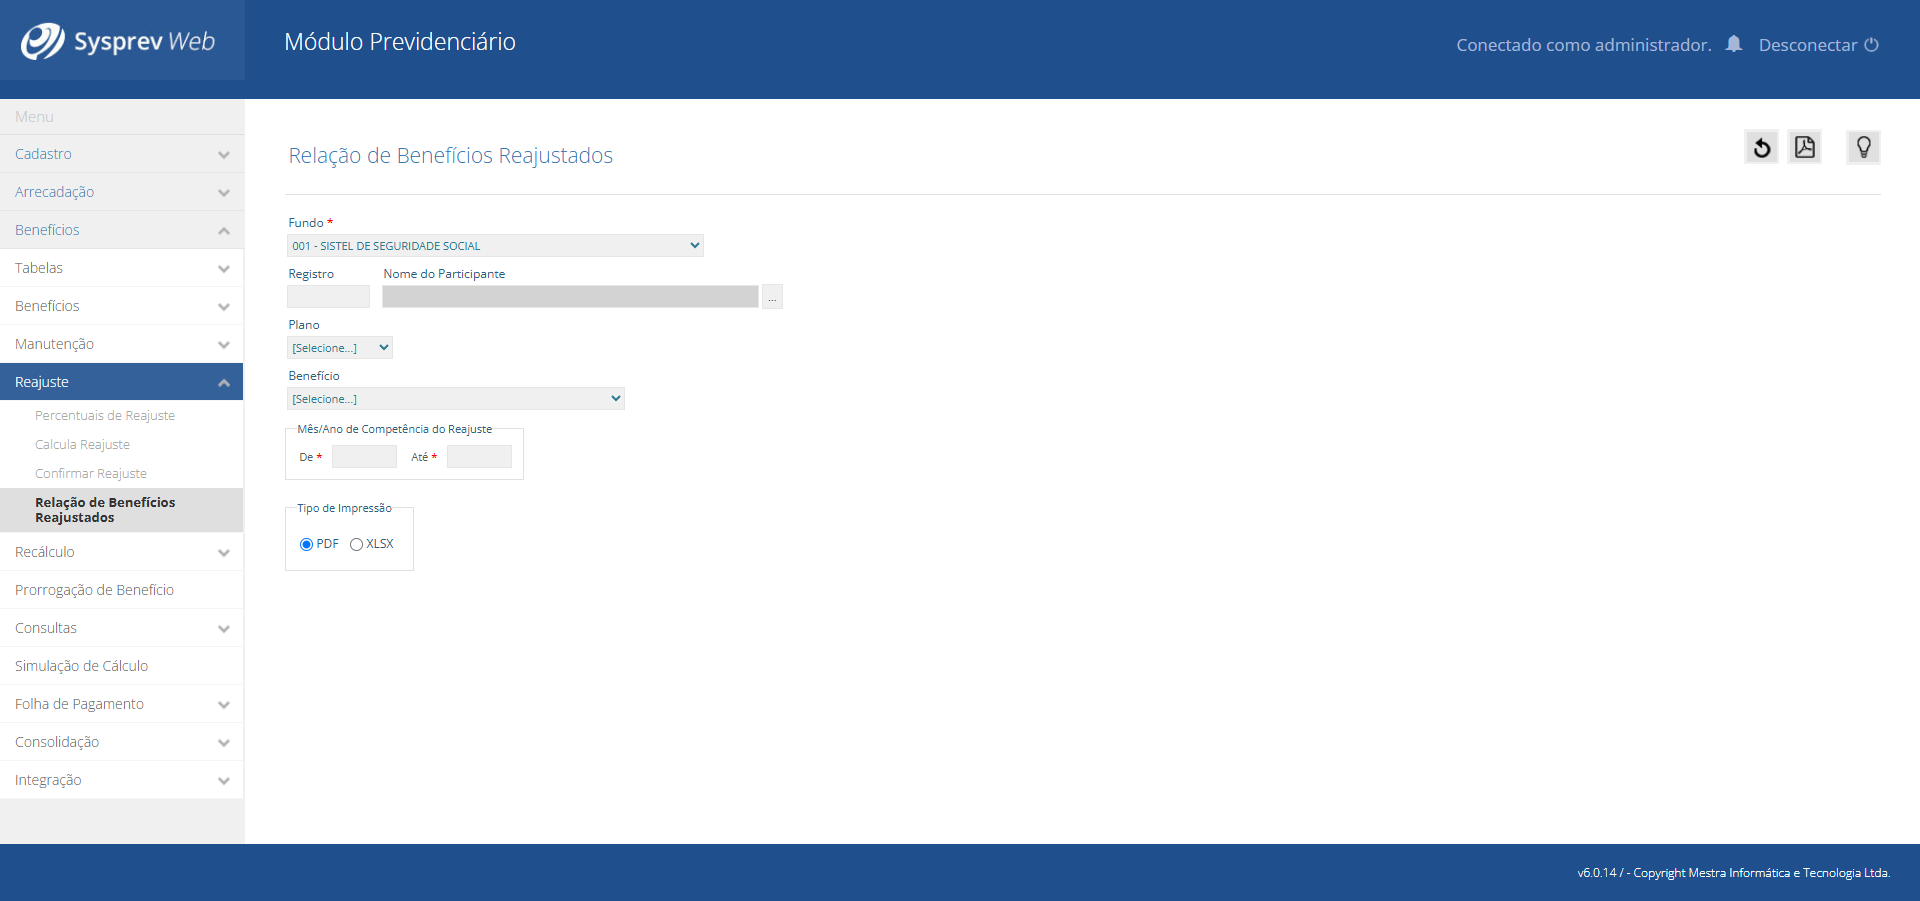 Sysprev Web
Módulo Previdenciário
Conectado como administrador.
Desconectar
Menu
Cadastro
Arrecadação
Benefícios
Tabelas
Benefícios
Manutenção
Reajuste
Percentuais de Reajuste
Calcula Reajuste
Confirmar Reajuste
Relação de Benefícios
Reajustados
Recálculo
Prorrogação de Benefício
Consultas
Simulação de Cálculo
Folha de Pagamento
Consolidação
Integração
Relação de Benefícios Reajustados
Fundo *
001 - SISTEL DE SEGURIDADE SOCIAL
Registro Nome do Participante
...
Plano
[Selecione...]
Benefício
[Selecione...]
Mês/Ano de Competência do Reajuste
De * Até *
Tipo de Impressão
PDF XLSX
v6.0.14 / - Copyright Mestra Informática e Tecnologia Ltda.